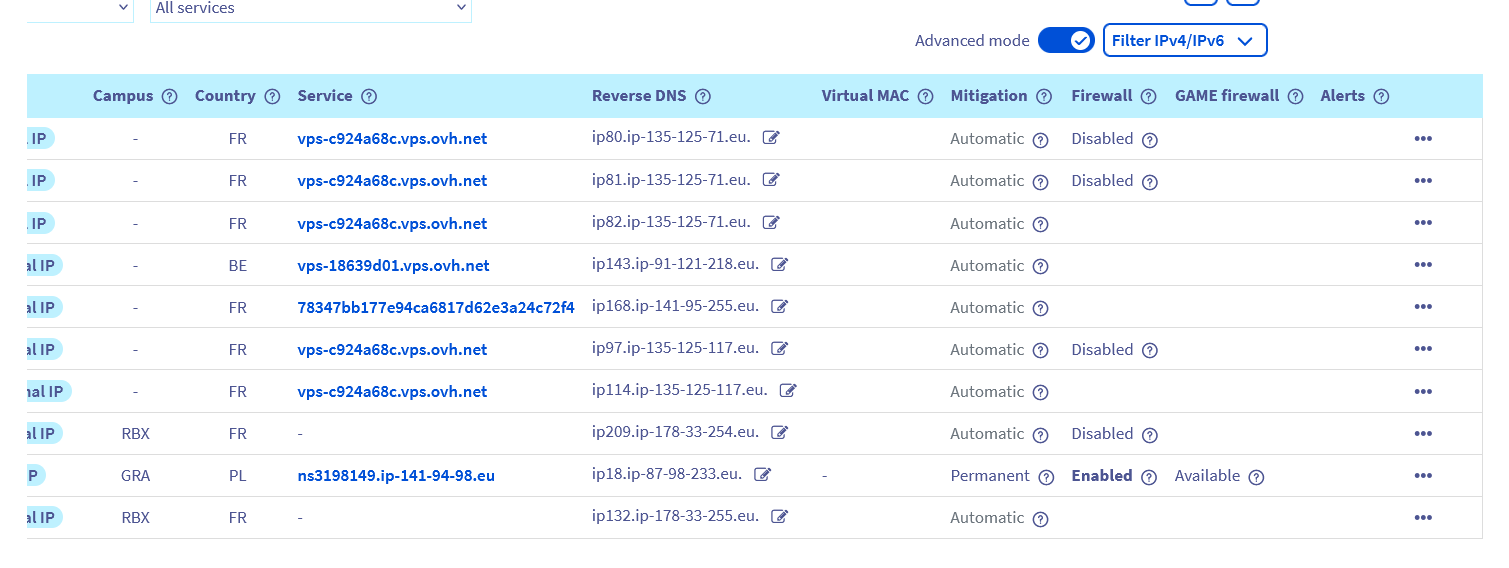 All services
Advanced mode Filter IPv4/IPv6
Campus Country Service Reverse DNS Virtual MAC Mitigation Firewall GAME firewall Alerts
IP - FR vps-c924a68c.vps.ovh.net ip80.ip-135-125-71.eu. Automatic Disabled
IP - FR vps-c924a68c.vps.ovh.net ip81.ip-135-125-71.eu. Automatic Disabled
IP - FR vps-c924a68c.vps.ovh.net ip82.ip-135-125-71.eu. Automatic
al IP - BE vps-18639d01.vps.ovh.net ip143.ip-91-121-218.eu. Automatic
al IP - FR 78347bb177e94ca6817d62e3a24c72f4 ip168.ip-141-95-255.eu. Automatic
al IP - FR vps-c924a68c.vps.ovh.net ip97.ip-135-125-117.eu. Automatic Disabled
nal IP - FR vps-c924a68c.vps.ovh.net ip114.ip-135-125-117.eu. Automatic
al IP RBX FR - ip209.ip-178-33-254.eu. Automatic Disabled
P GRA PL ns3198149.ip-141-94-98.eu ip18.ip-87-98-233.eu. - Permanent Enabled Available
al IP RBX FR - ip132.ip-178-33-255.eu. Automatic